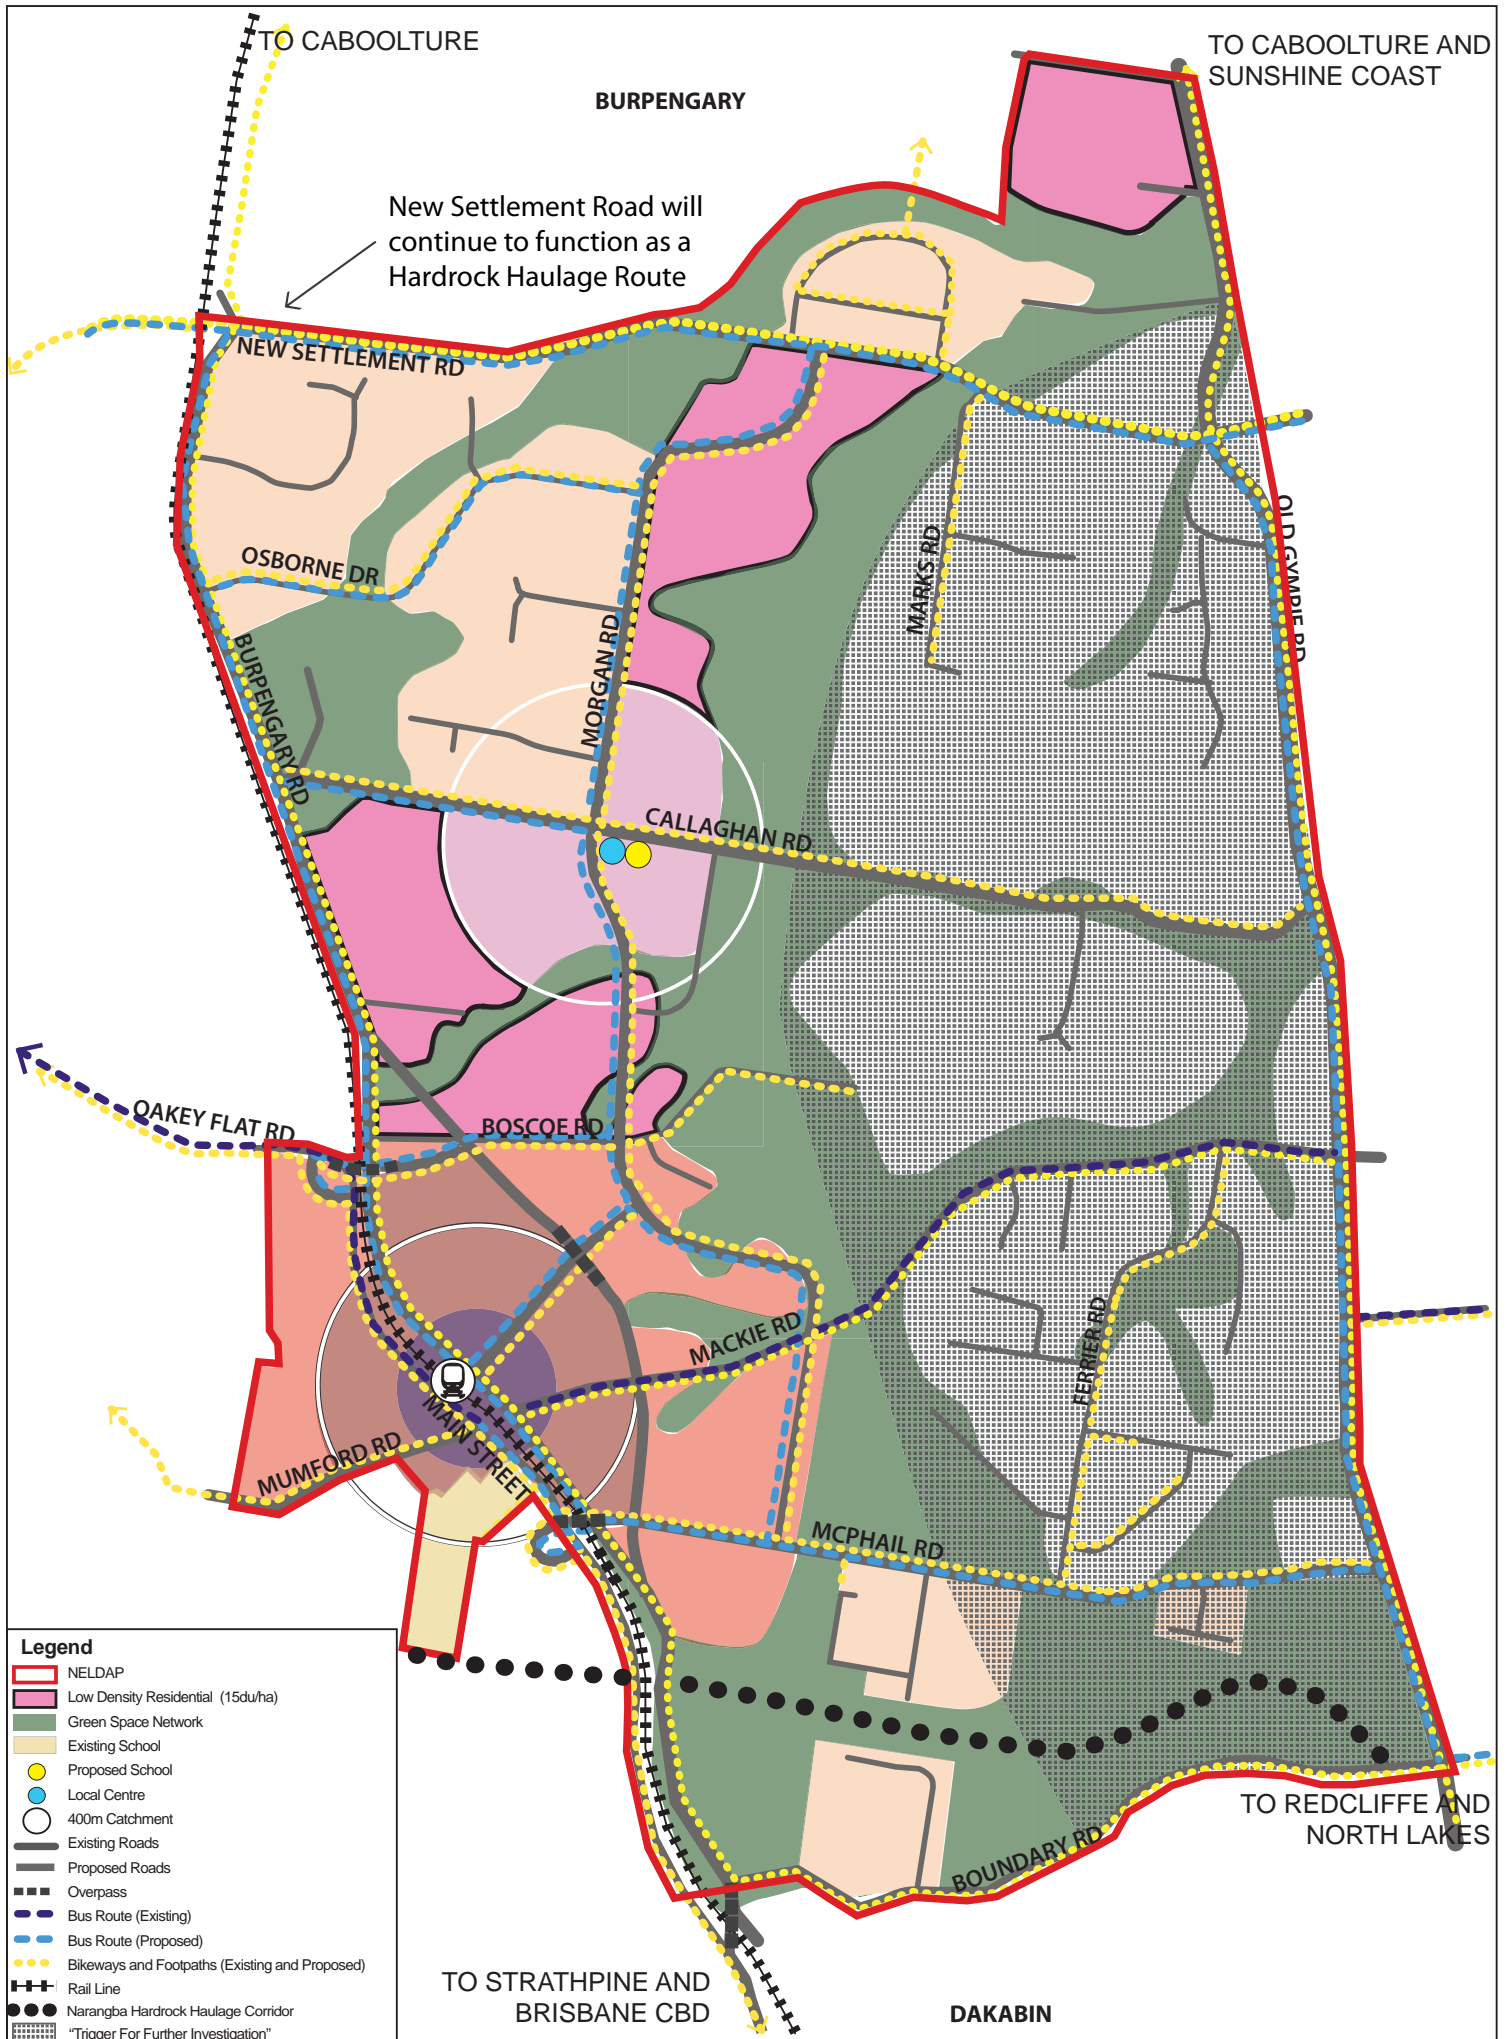 TO CABOOLTURE
TO CABOOLTURE AND
SUNSHINE COAST
BURPENGARY
New Settlement Road will
continue to function as a
Hardrock Haulage Route
NEW SETTLEMENT RD
OLD GYMPIE RD
MARKS RD
OSBORNE DR
MORGAN RD
BURPENGARY RD
CALLAGHAN RD
OAKEY FLAT RD
BOSCOE RD
MACKIE RD
FERRIER RD
MAIN STREET
MUMFORD RD
MCPHAIL RD
BOUNDARY RD
TO REDCLIFFE AND
NORTH LAKES
TO STRATHPINE AND
BRISBANE CBD
DAKABIN
Legend
NELDAP
Low Density Residential (15du/ha)
Green Space Network
Existing School
Proposed School
Local Centre
400m Catchment
Existing Roads
Proposed Roads
Overpass
Bus Route (Existing)
Bus Route (Proposed)
Bikeways and Footpaths (Existing and Proposed)
Rail Line
Narangba Hardrock Haulage Corridor
"Trigger For Further Investigation"